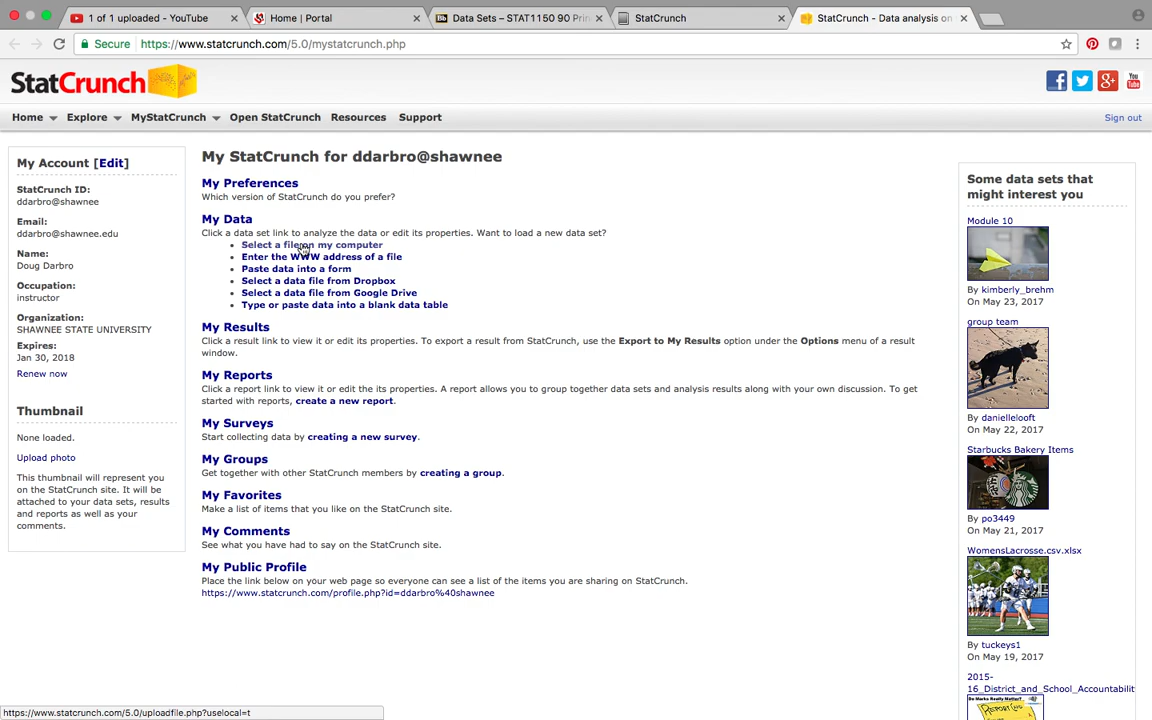 1 of 1 uploaded - YouTube
Home | Portal
Data Sets – STAT1150 90 Prin
StatCrunch
StatCrunch - Data analysis on
Secure https://www.statcrunch.com/5.0/mystatcrunch.php
StatCrunch
Home Explore MyStatCrunch Open StatCrunch Resources Support Sign out
My Account [Edit]
StatCrunch ID:
ddarbro@shawnee
Email:
ddarbro@shawnee.edu
Name:
Doug Darbro
Occupation:
instructor
Organization:
SHAWNEE STATE UNIVERSITY
Expires:
Jan 30, 2018
Renew now
Thumbnail
None loaded.
Upload photo
This thumbnail will represent you
on the StatCrunch site. It will be
attached to your data sets, results
and reports as well as your
comments.
My StatCrunch for ddarbro@shawnee
My Preferences
Which version of StatCrunch do you prefer?
My Data
Click a data set link to analyze the data or edit its properties. Want to load a new data set?
Select a file on my computer
Enter the WWW address of a file
Paste data into a form
Select a data file from Dropbox
Select a data file from Google Drive
Type or paste data into a blank data table
My Results
Click a result link to view it or edit its properties. To export a result from StatCrunch, use the Export to My Results option under the Options menu of a result
window.
My Reports
Click a report link to view it or edit the its properties. A report allows you to group together data sets and analysis results along with your own discussion. To get
started with reports, create a new report.
My Surveys
Start collecting data by creating a new survey.
My Groups
Get together with other StatCrunch members by creating a group.
My Favorites
Make a list of items that you like on the StatCrunch site.
My Comments
See what you have had to say on the StatCrunch site.
My Public Profile
Place the link below on your web page so everyone can see a list of the items you are sharing on StatCrunch.
https://www.statcrunch.com/profile.php?id=ddarbro%40shawnee
Some data sets that
might interest you
Module 10
By kimberly_brehm
On May 23, 2017
group team
By daniellelooft
On May 22, 2017
Starbucks Bakery Items
By po3449
On May 21, 2017
WomensLacrosse.csv.xlsx
By tuckeys1
On May 19, 2017
2015-
16_District_and_School_Accountabilit
https://www.statcrunch.com/5.0/uploadfile.php?uselocal=t